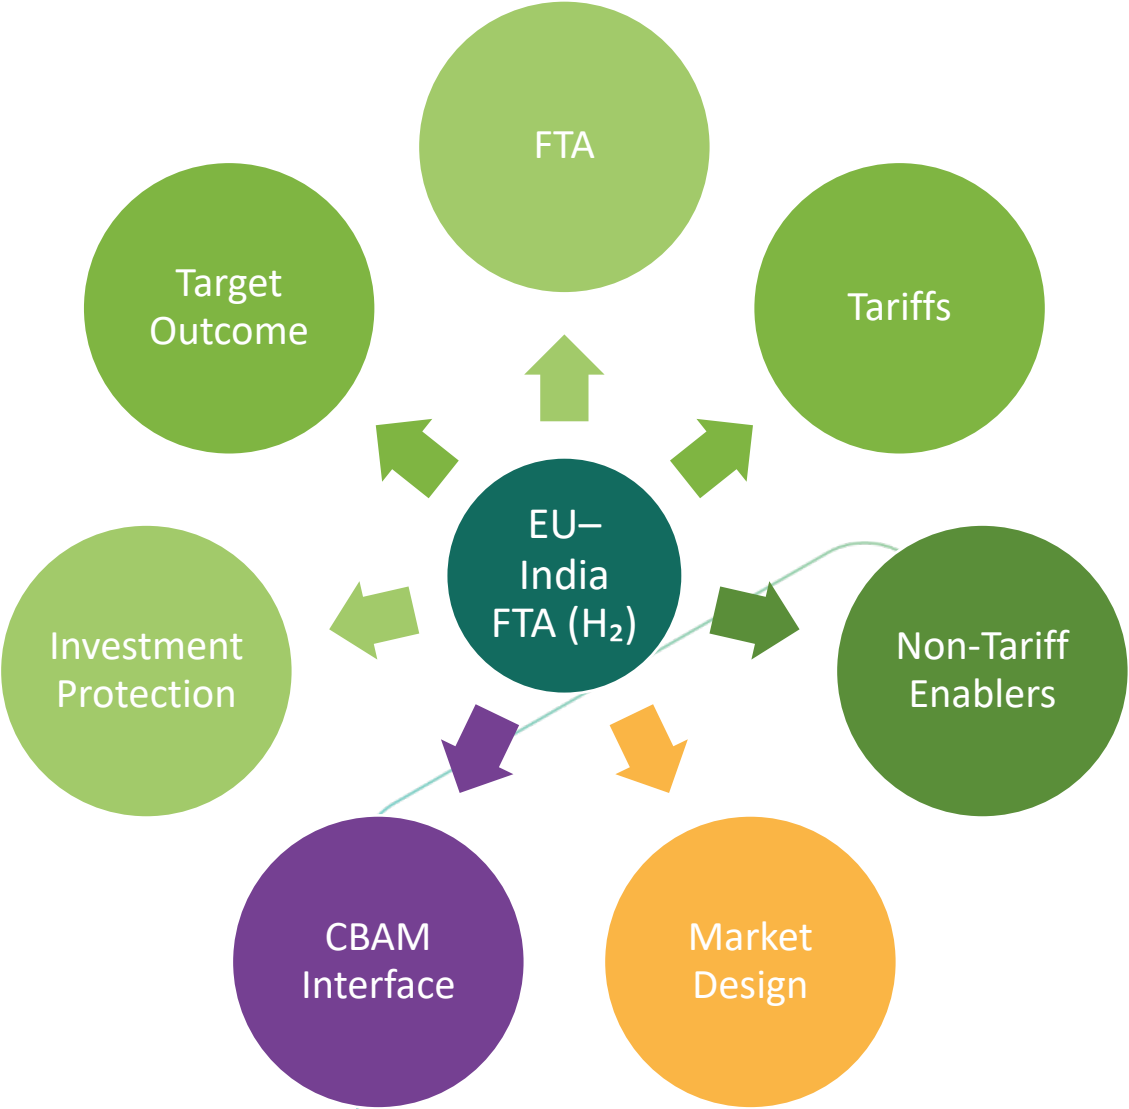 FTA
Target
Outcome
Tariffs
EU–
India
FTA (H₂)
Investment
Protection
Non-Tariff
Enablers
CBAM
Interface
Market
Design